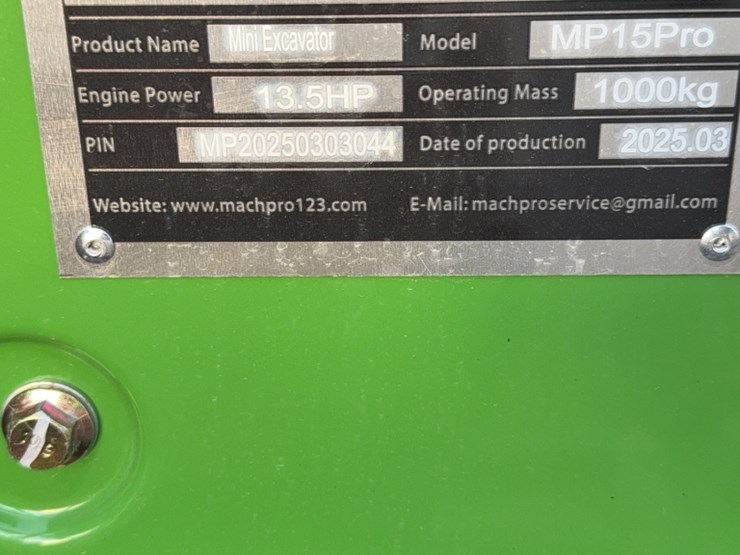 Product Name Mini Excavator Model MP15Pro
Engine Power 13.5HP Operating Mass 1000kg
PIN MP20250303044 Date of production 2025.03
Website: www.machpro123.com E-Mail: machproservice@gmail.com